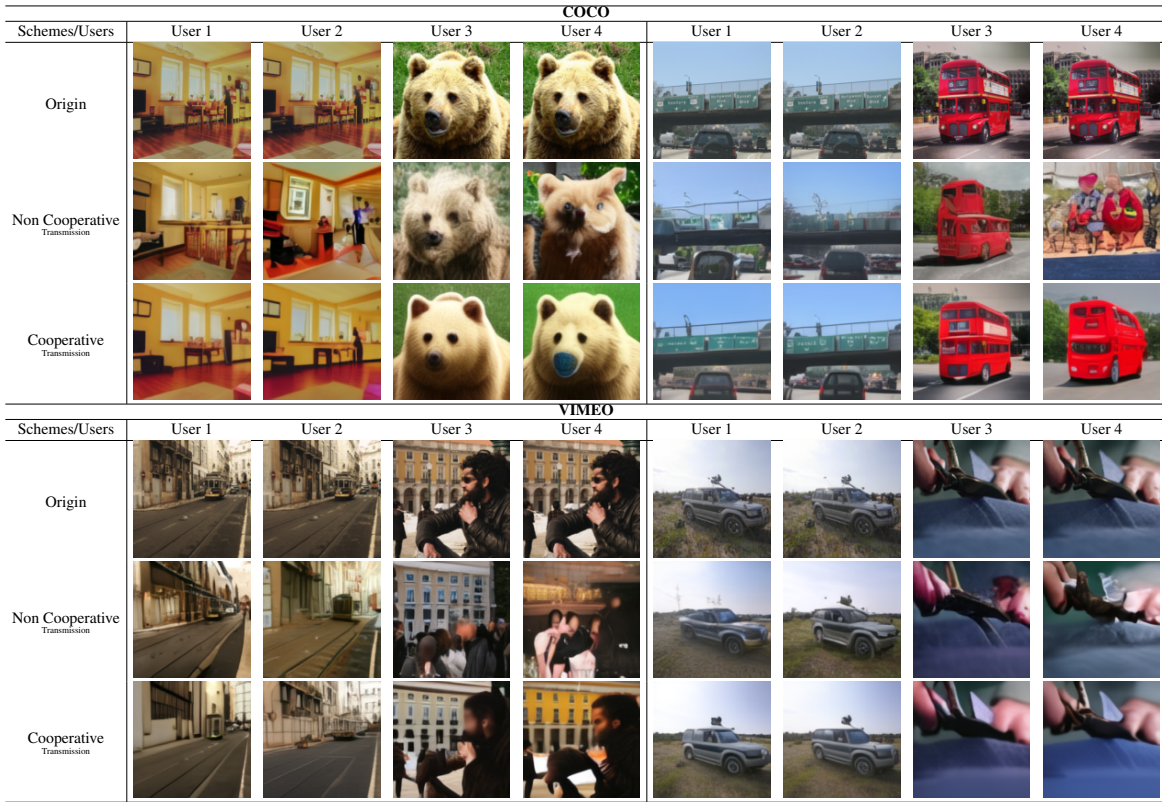 COCO
Schemes/Users User 1 User 2 User 3 User 4 User 1 User 2 User 3 User 4
Origin
Non Cooperative
Transmission
Cooperative
Transmission
VIMEO
Schemes/Users User 1 User 2 User 3 User 4 User 1 User 2 User 3 User 4
Origin
Non Cooperative
Transmission
Cooperative
Transmission